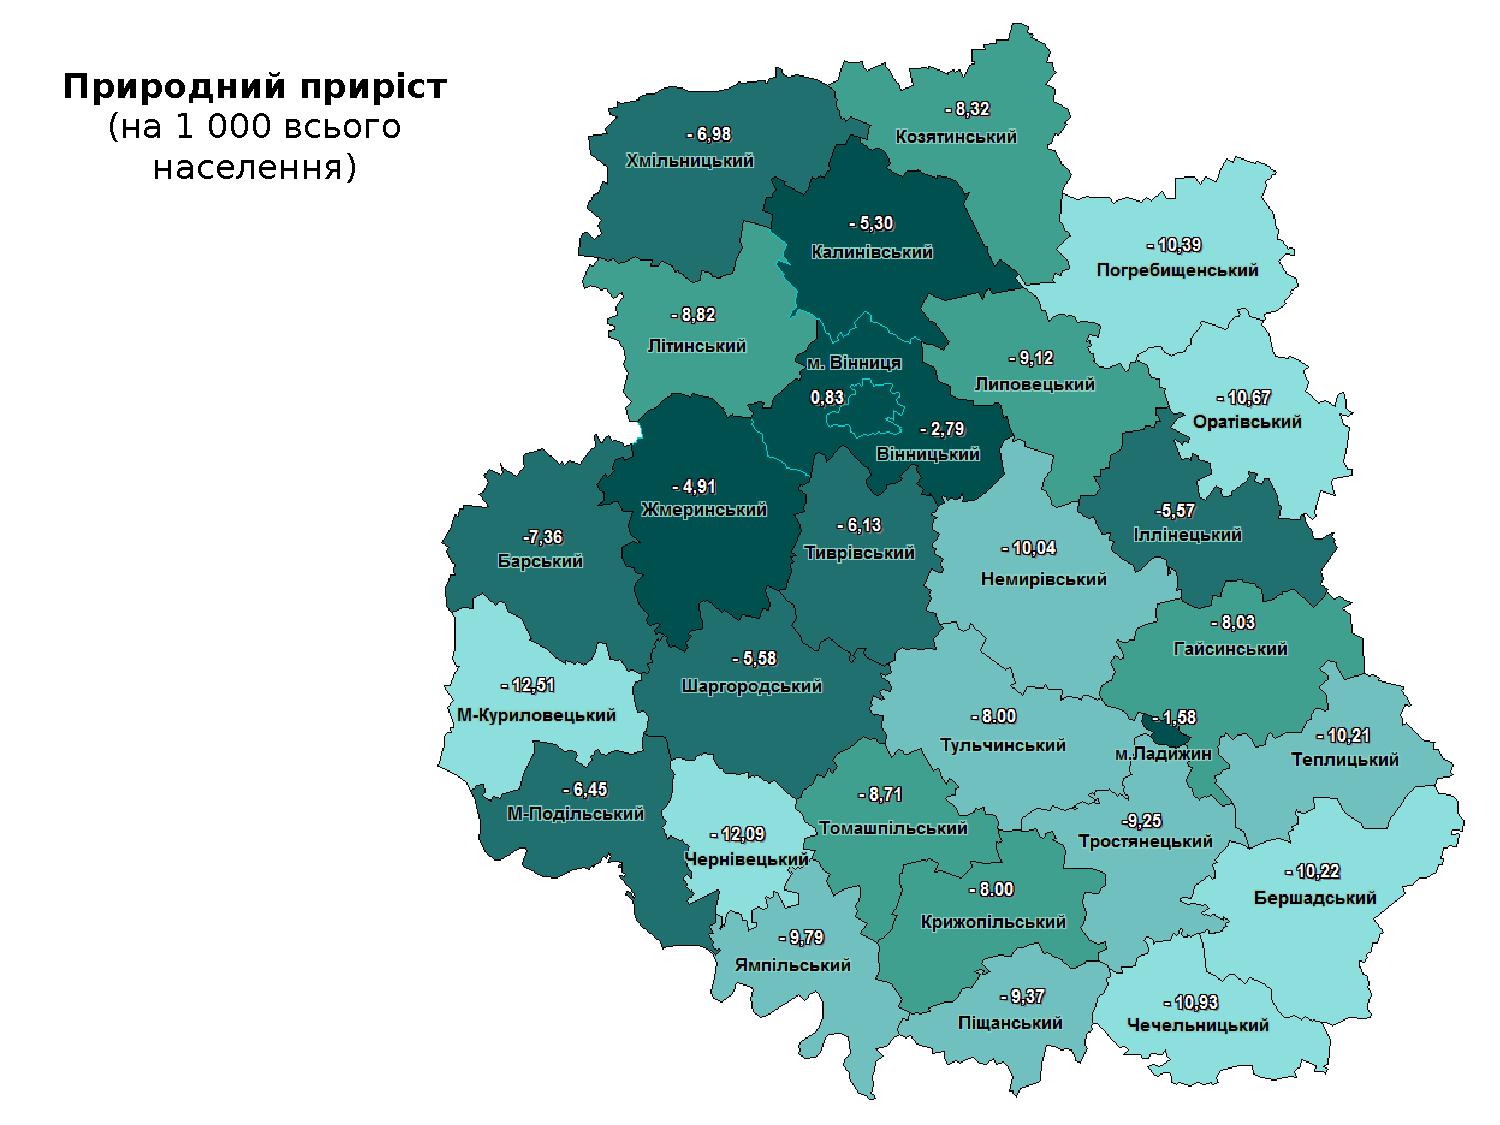 Природний приріст
(на 1 000 всього
населення)
- 8,32
Козятинський
- 6,98
Хмільницький
- 5,30
Калинівський
- 10,39
Погребищенський
- 8,82
Літинський
м. Вінниця
0,83
- 2,79
Вінницький
- 9,12
Липовецький
- 10,67
Оратівський
- 4,91
Жмеринський
-7,36
Барський
- 6,13
Тиврівський
- 10,04
Немирівський
-5,57
Іллінецький
- 8,03
Гайсинський
- 12,51
М-Куриловецький
- 5,58
Шаргородський
- 8.00
Тульчинський
- 1,58
м.Ладижин
- 10,21
Теплицький
- 6,45
М-Подільський
- 12,09
Чернівецький
- 8,71
Томашпільський
-9,25
Тростянецький
- 8.00
Крижопільський
- 10,22
Бершадський
- 9,79
Ямпільський
- 9,37
Піщанський
- 10,93
Чечельницький